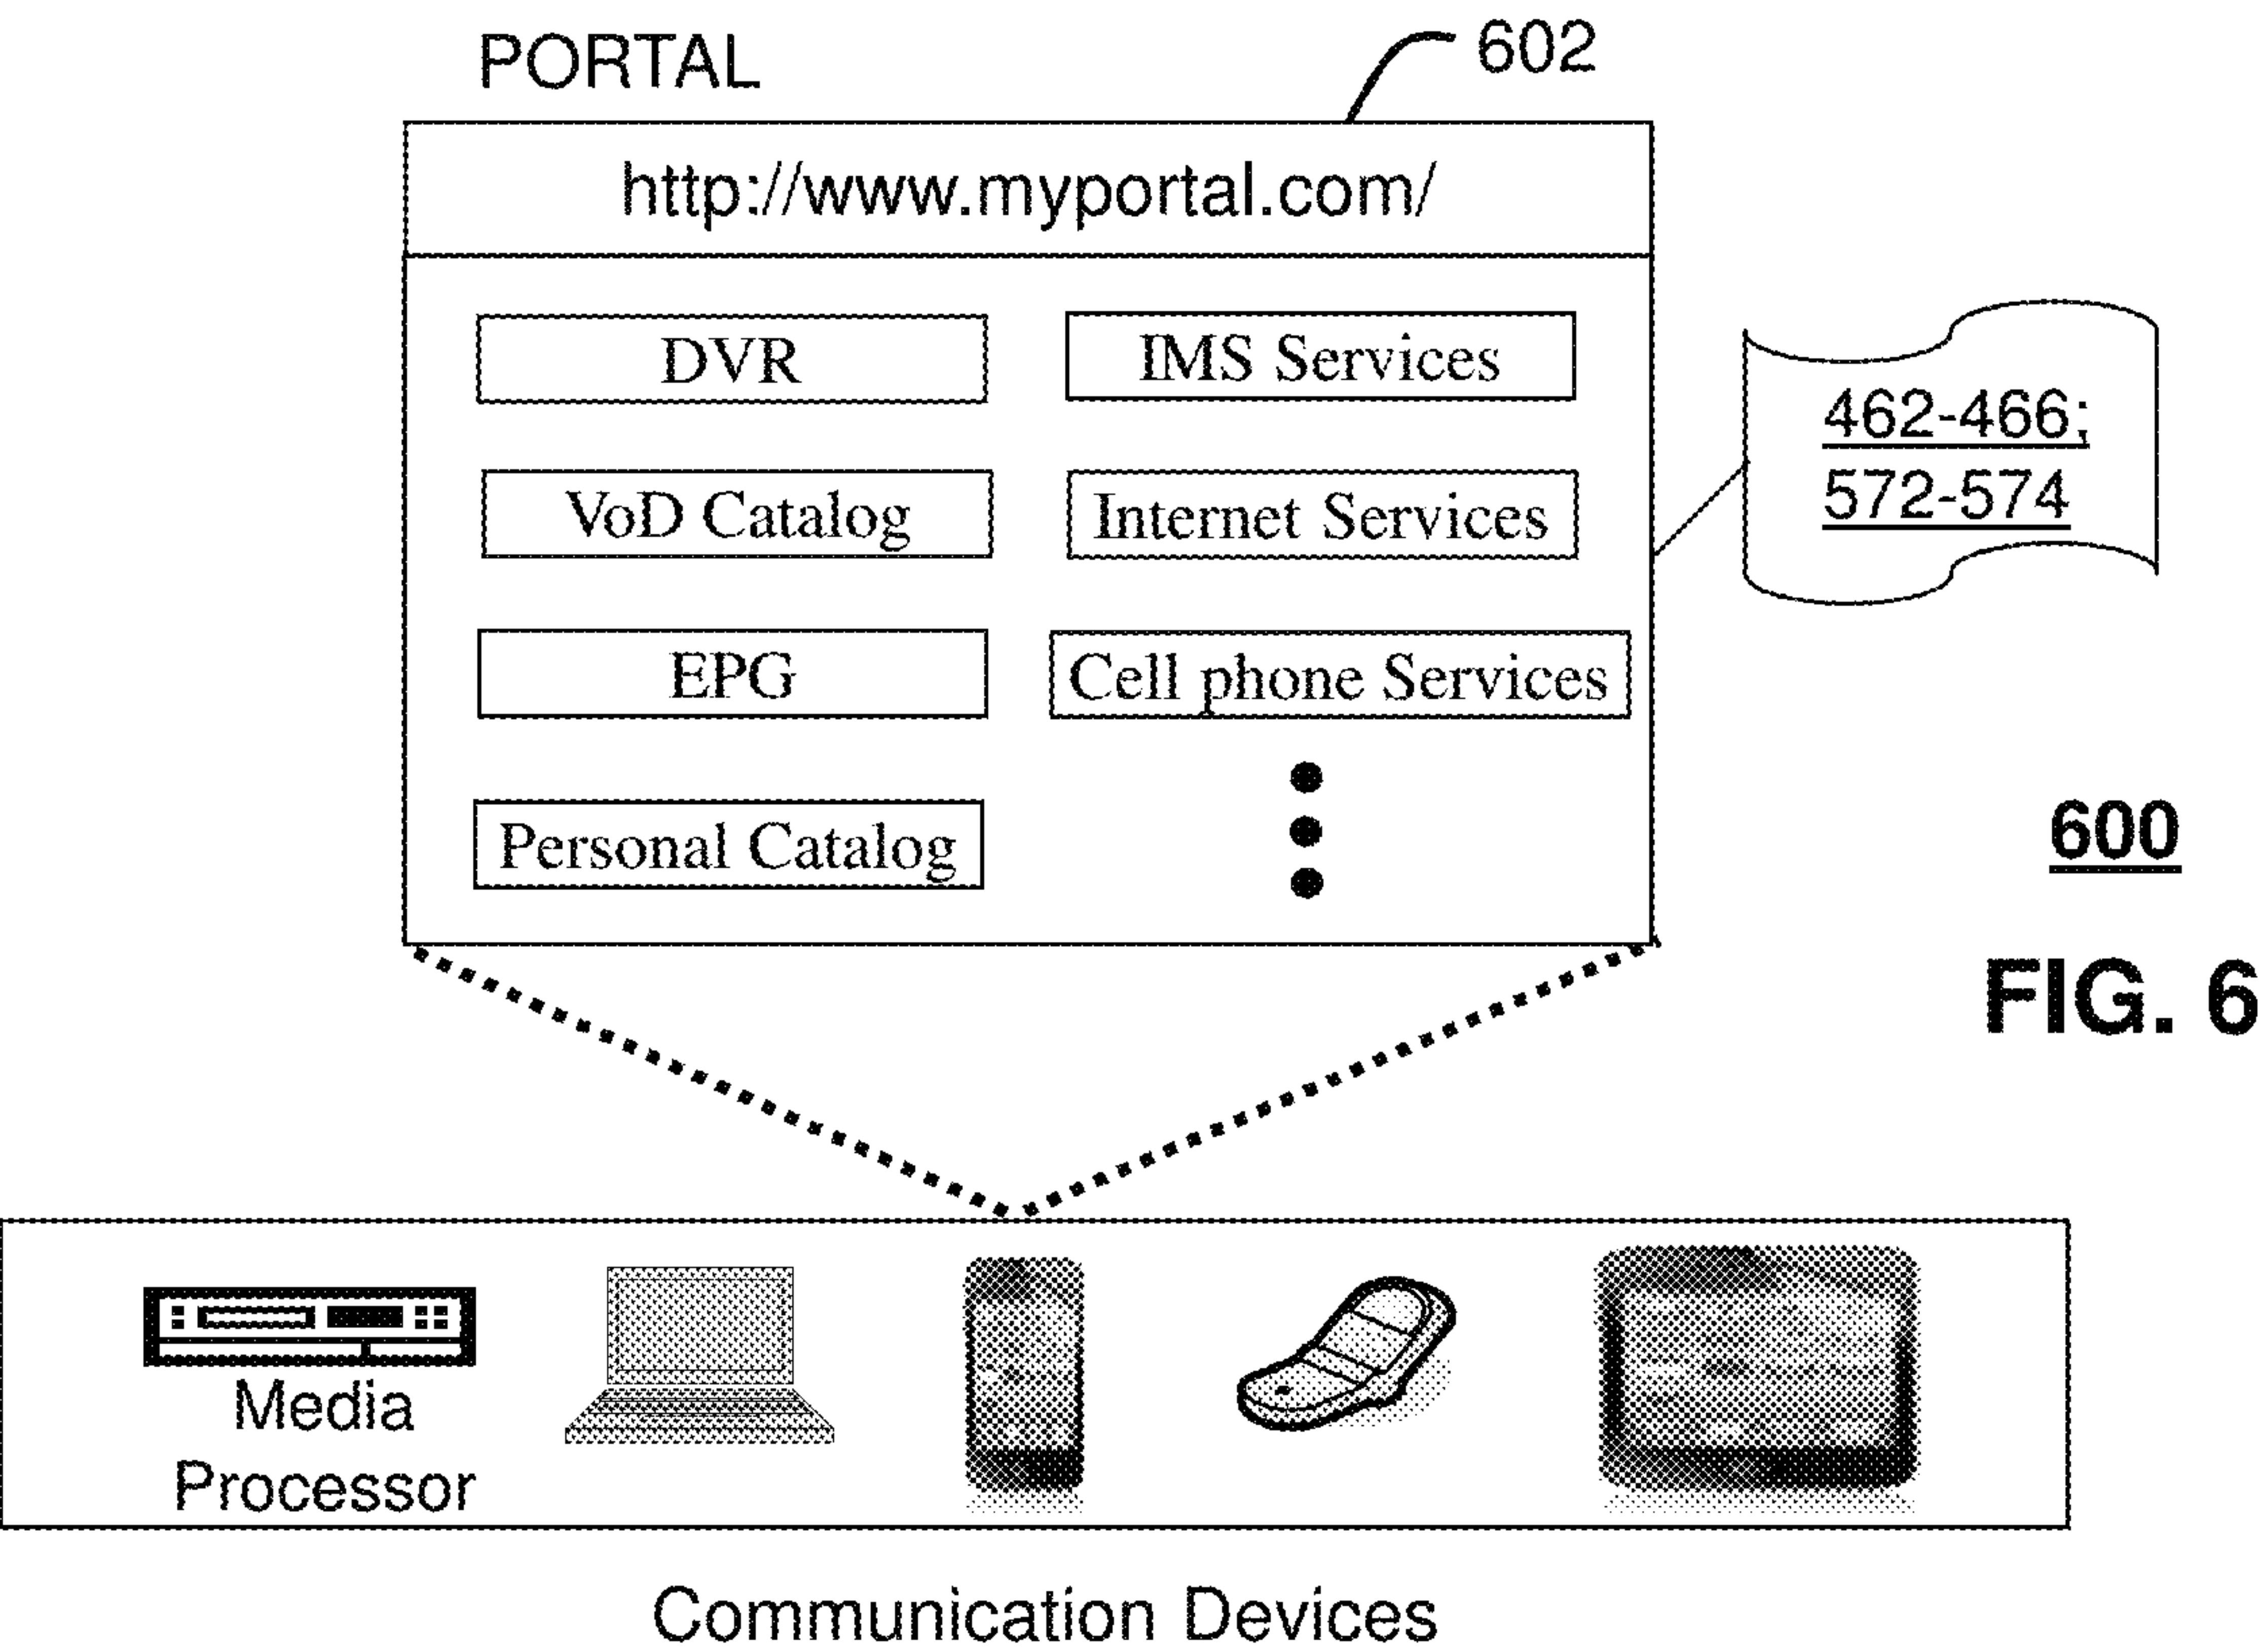 PORTAL
602
http://www.myportal.com/
DVR
IMS Services
VoD Catalog
Internet Services
EPG
Cell phone Services
Personal Catalog
462-466;
572-574
600
FIG. 6
Media
Processor
Communication Devices